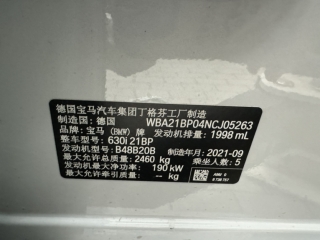 德国宝马汽车集团丁格芬工厂制造
制造国：德国 WBA21BP04NCJ05263
品牌：宝马（BMW）牌 发动机排量：1998 mL
整车型号：630i 21BP
发动机型号：B48B20B 制造年月：2021-09
最大允许总质量：2460 kg 乘坐人数：5
发动机最大净功率：190 kW
最大允许牵引质量：-- kg